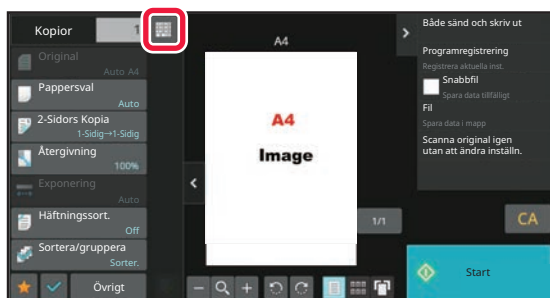 Kopior
1
Original
Auto A4
Pappersval
Auto
2-Sidors Kopia
1-Sidig→1-Sidig
Återgivning
100%
Exponering
Auto
Häftningssort.
Off
Sortera/gruppera
Sorter.
Övrigt
A4
A4
Image
1/1
Både sänd och skriv ut
Programregistrering
Registrera aktuella inst.
Snabbfil
Spara data tillfälligt
Fil
Spara data i mapp
Scanna original igen
utan att ändra inställn.
CA
Start